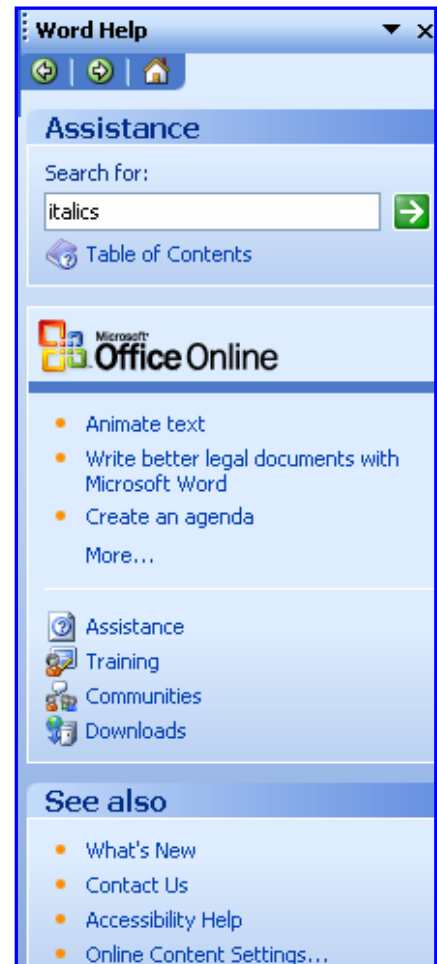 Word Help
Assistance
Search for:
italics
Table of Contents
Microsoft
Office Online
Animate text
Write better legal documents with
Microsoft Word
Create an agenda
More...
Assistance
Training
Communities
Downloads
See also
What's New
Contact Us
Accessibility Help
Online Content Settings...